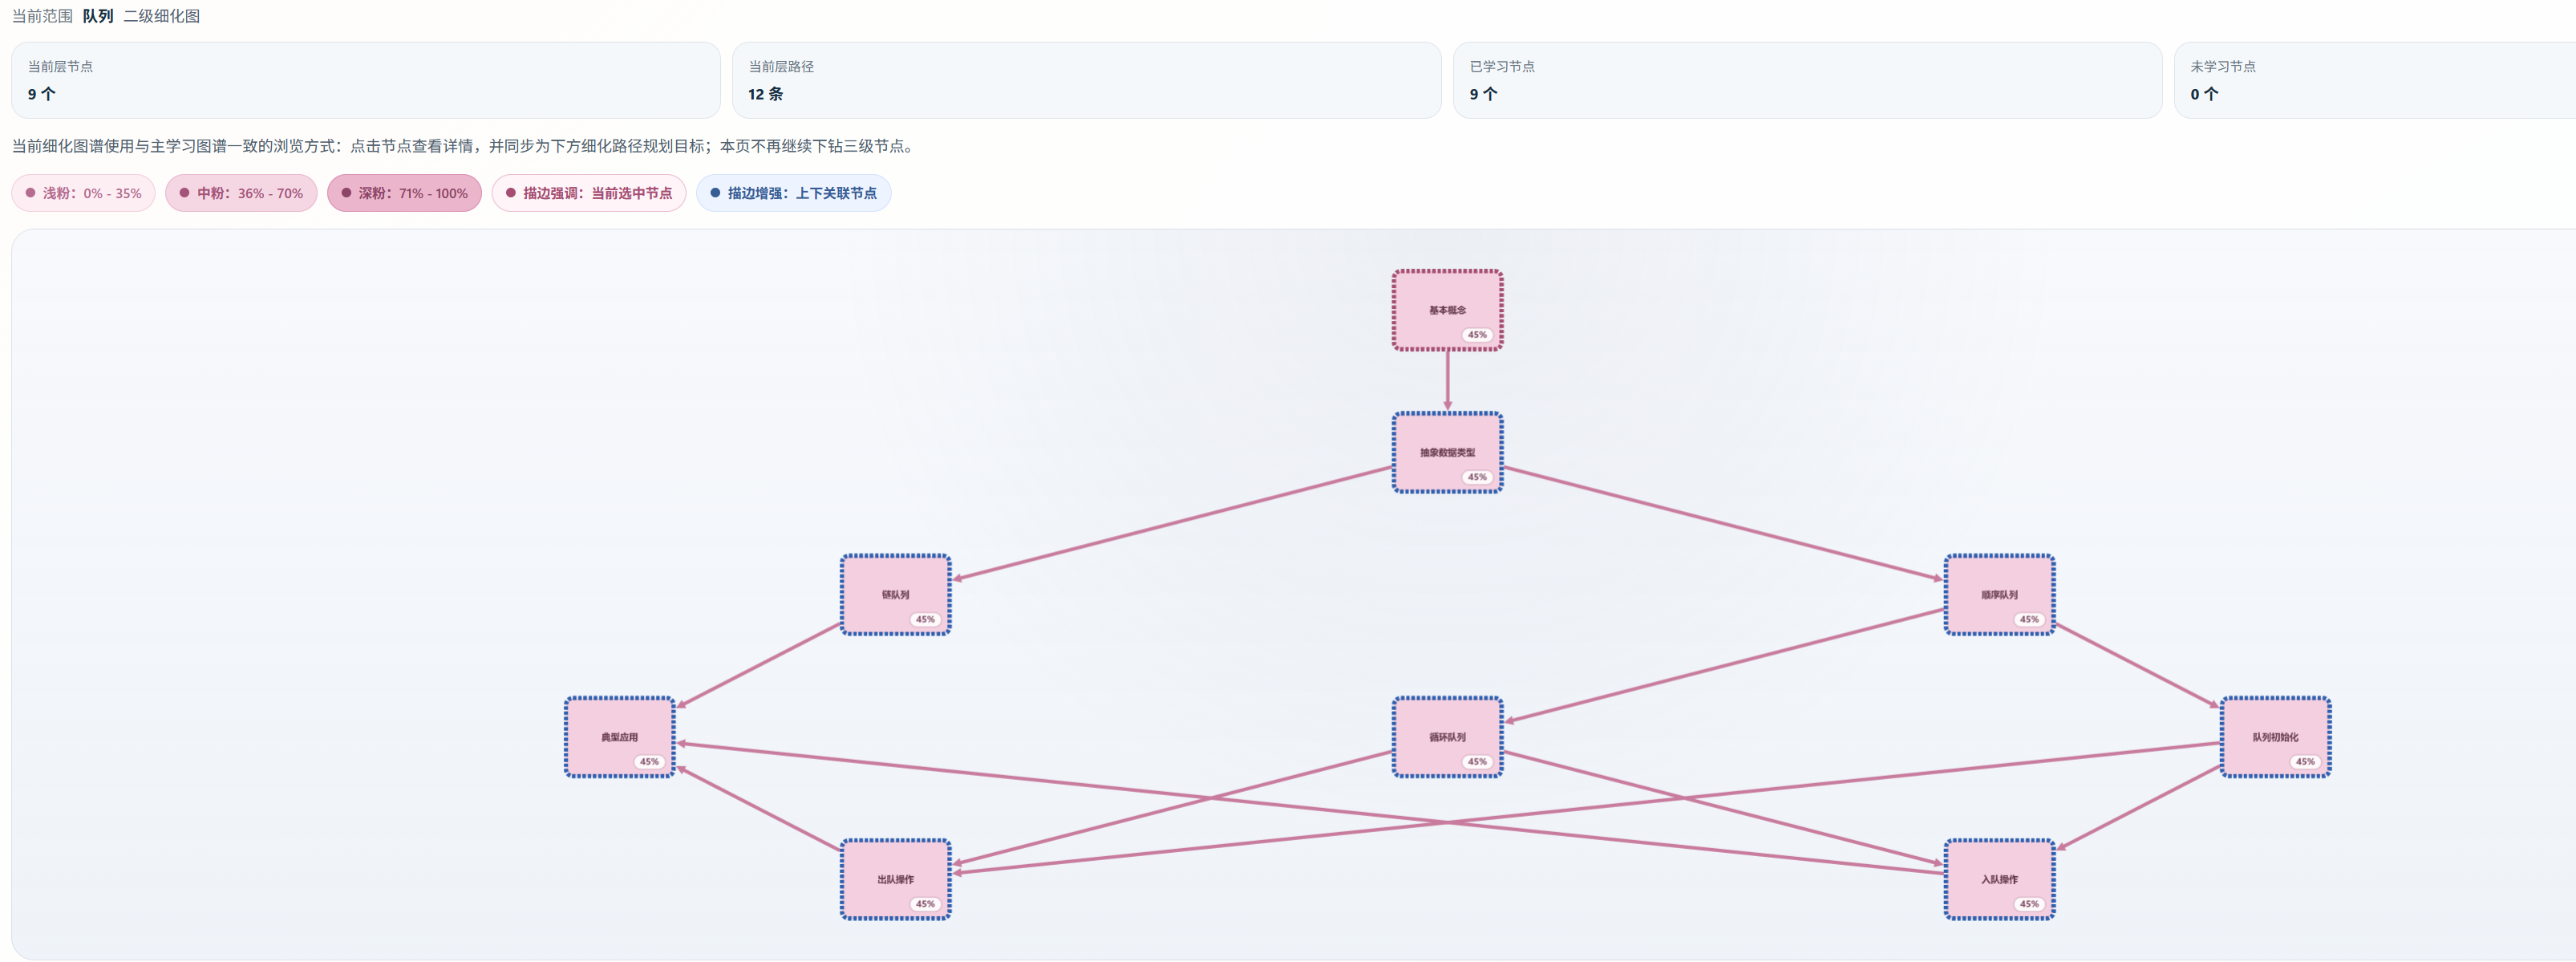 当前范围 队列 二级细化图
当前层节点
9 个
当前层路径
12 条
已学习节点
9 个
未学习节点
0 个
当前细化图谱使用与主学习图谱一致的浏览方式：点击节点查看详情，并同步为下方细化路径规划目标；本页不再继续下钻三级节点。
浅粉：0% - 35%
中粉：36% - 70%
深粉：71% - 100%
描边强调：当前选中节点
描边增强：上下关联节点
基本概念
45%
抽象数据类型
45%
链队列
45%
顺序队列
45%
典型应用
45%
循环队列
45%
队列初始化
45%
出队操作
45%
入队操作
45%